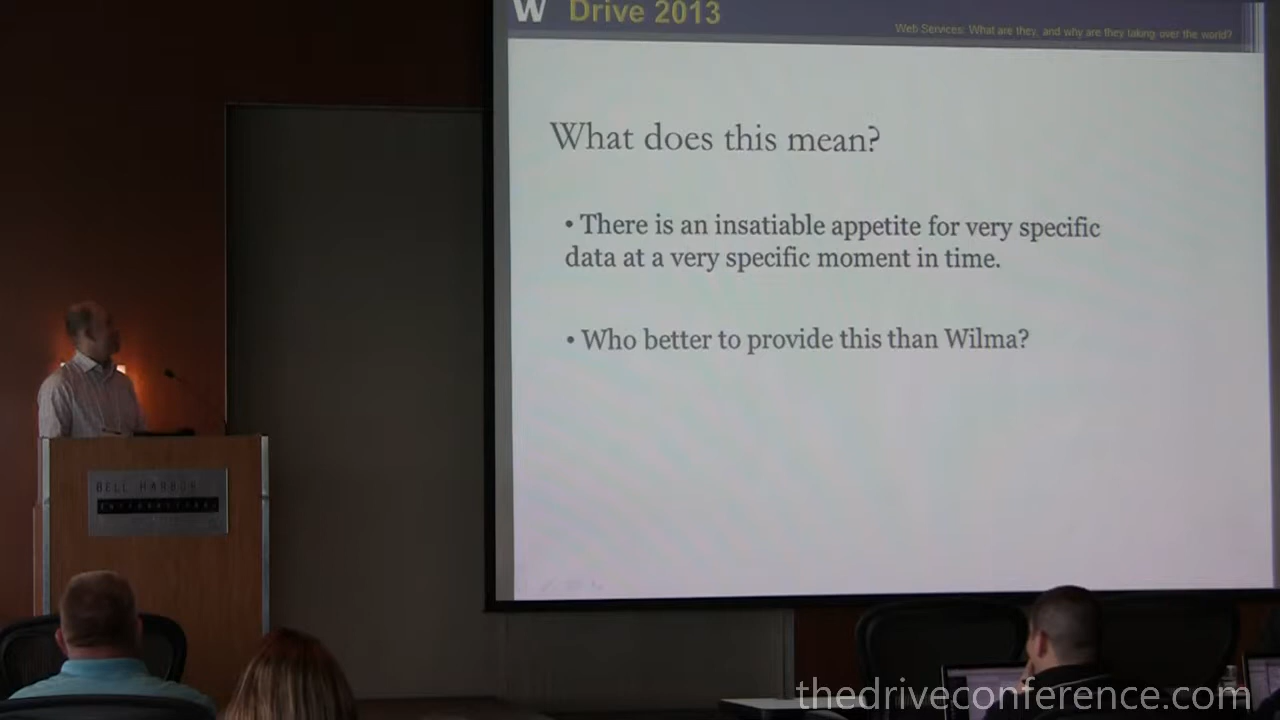 W Drive 2013
Web Services: What are they, and why are they taking over the world?
What does this mean?
• There is an insatiable appetite for very specific
data at a very specific moment in time.
• Who better to provide this than Wilma?
BELL HARBOR
INTERNATIONAL
thedriveconference.com